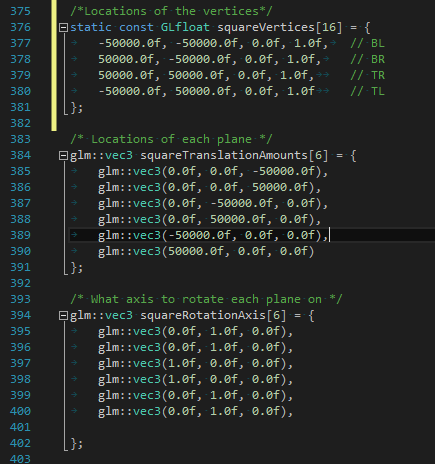 375 /*Locations of the vertices*/
376 static const GLfloat squareVertices[16] = {
377 -50000.0f, -50000.0f, 0.0f, 1.0f, // BL
378 50000.0f, -50000.0f, 0.0f, 1.0f, // BR
379 50000.0f, 50000.0f, 0.0f, 1.0f, // TR
380 -50000.0f, 50000.0f, 0.0f, 1.0f // TL
381 };
382
383 /* Locations of each plane */
384 glm::vec3 squareTranslationAmounts[6] = {
385 glm::vec3(0.0f, 0.0f, -50000.0f),
386 glm::vec3(0.0f, 0.0f, 50000.0f),
387 glm::vec3(0.0f, -50000.0f, 0.0f),
388 glm::vec3(0.0f, 50000.0f, 0.0f),
389 glm::vec3(-50000.0f, 0.0f, 0.0f),
390 glm::vec3(50000.0f, 0.0f, 0.0f)
391 };
392
393 /* What axis to rotate each plane on */
394 glm::vec3 squareRotationAxis[6] = {
395 glm::vec3(0.0f, 1.0f, 0.0f),
396 glm::vec3(0.0f, 1.0f, 0.0f),
397 glm::vec3(1.0f, 0.0f, 0.0f),
398 glm::vec3(1.0f, 0.0f, 0.0f),
399 glm::vec3(0.0f, 1.0f, 0.0f),
400 glm::vec3(0.0f, 1.0f, 0.0f),
401
402 };
403